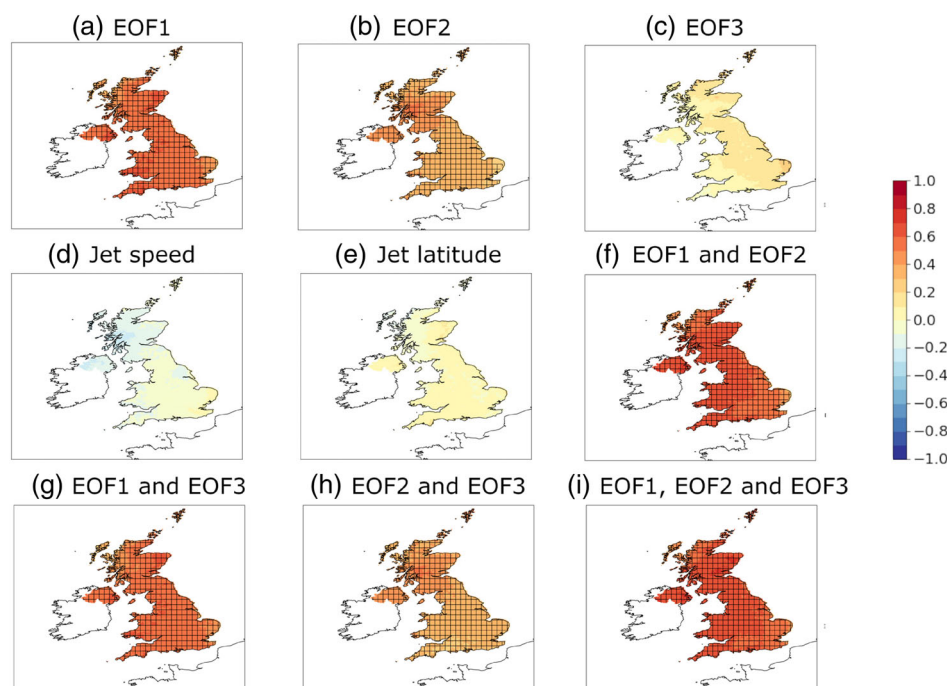 (a) EOF1
(b) EOF2
(c) EOF3
(d) Jet speed
(e) Jet latitude
(f) EOF1 and EOF2
(g) EOF1 and EOF3
(h) EOF2 and EOF3
(i) EOF1, EOF2 and EOF3
1.0
0.8
0.6
0.4
0.2
0.0
−0.2
−0.4
−0.6
−0.8
−1.0